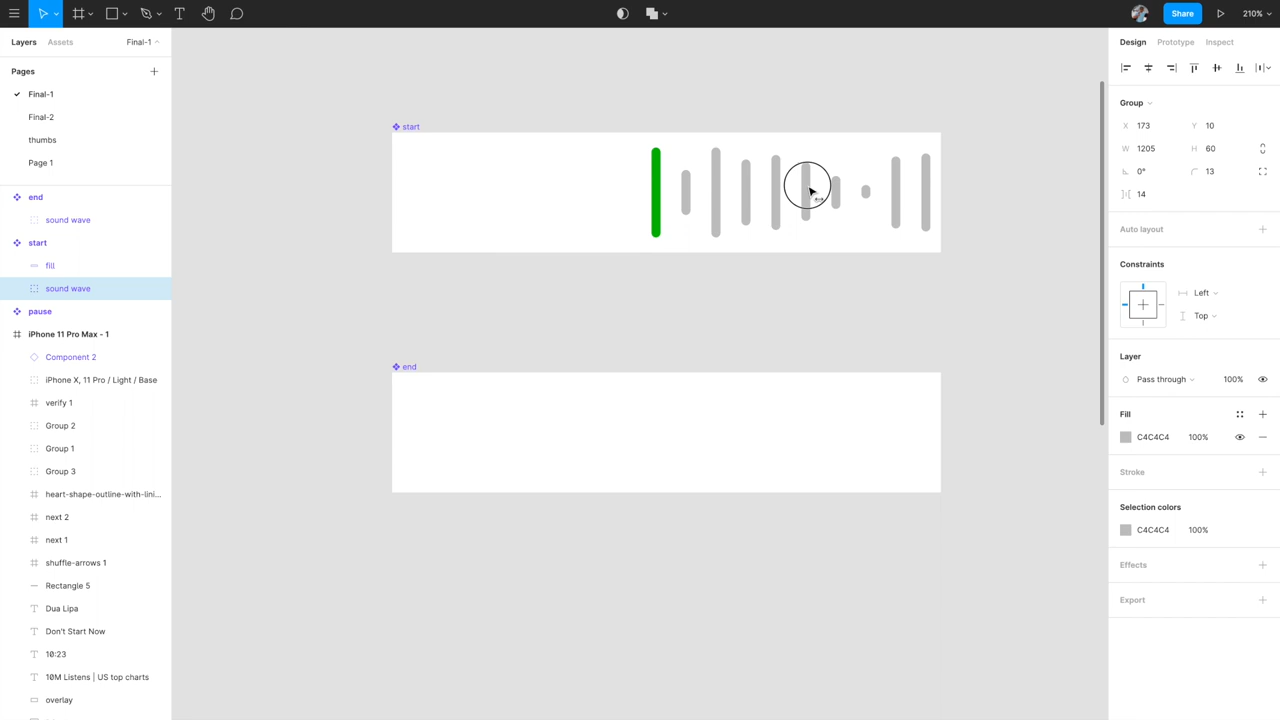 Share
210%
Layers
Assets
Final-1
Design
Prototype
Inspect
Pages
Final-1
Final-2
thumbs
Page 1
end
sound wave
start
fill
sound wave
pause
iPhone 11 Pro Max - 1
Component 2
iPhone X, 11 Pro / Light / Base
verify 1
Group 2
Group 1
Group 3
heart-shape-outline-with-lini...
next 2
next 1
shuffle-arrows 1
Rectangle 5
Dua Lipa
Don't Start Now
10:23
10M Listens | US top charts
overlay
start
end
Group
X 173 Y 10
W 1205 H 60
0° 13
14
Auto layout
Constraints
Left
Top
Layer
Pass through 100%
Fill
C4C4C4 100%
Stroke
Selection colors
C4C4C4 100%
Effects
Export